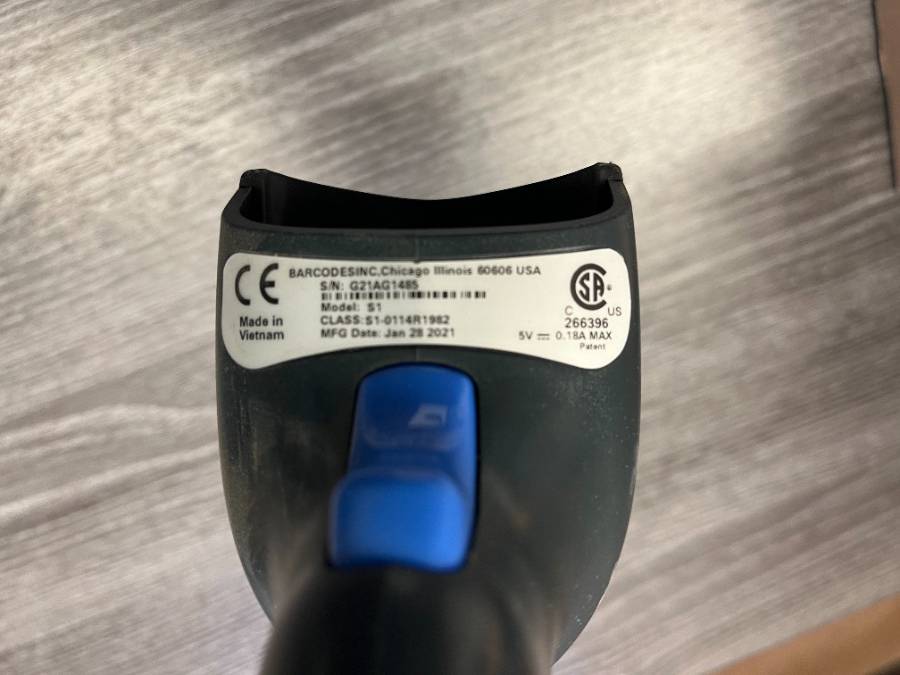 CE
BARCODESINC,Chicago Illinois 60606 USA
S/N: G21AG1485
Model: S1
CLASS:S1-0114R1982
MFG Date: Jan 28 2021
Made in
Vietnam
SA®
C US
266396
5V ⎓ 0.18A MAX
Patent